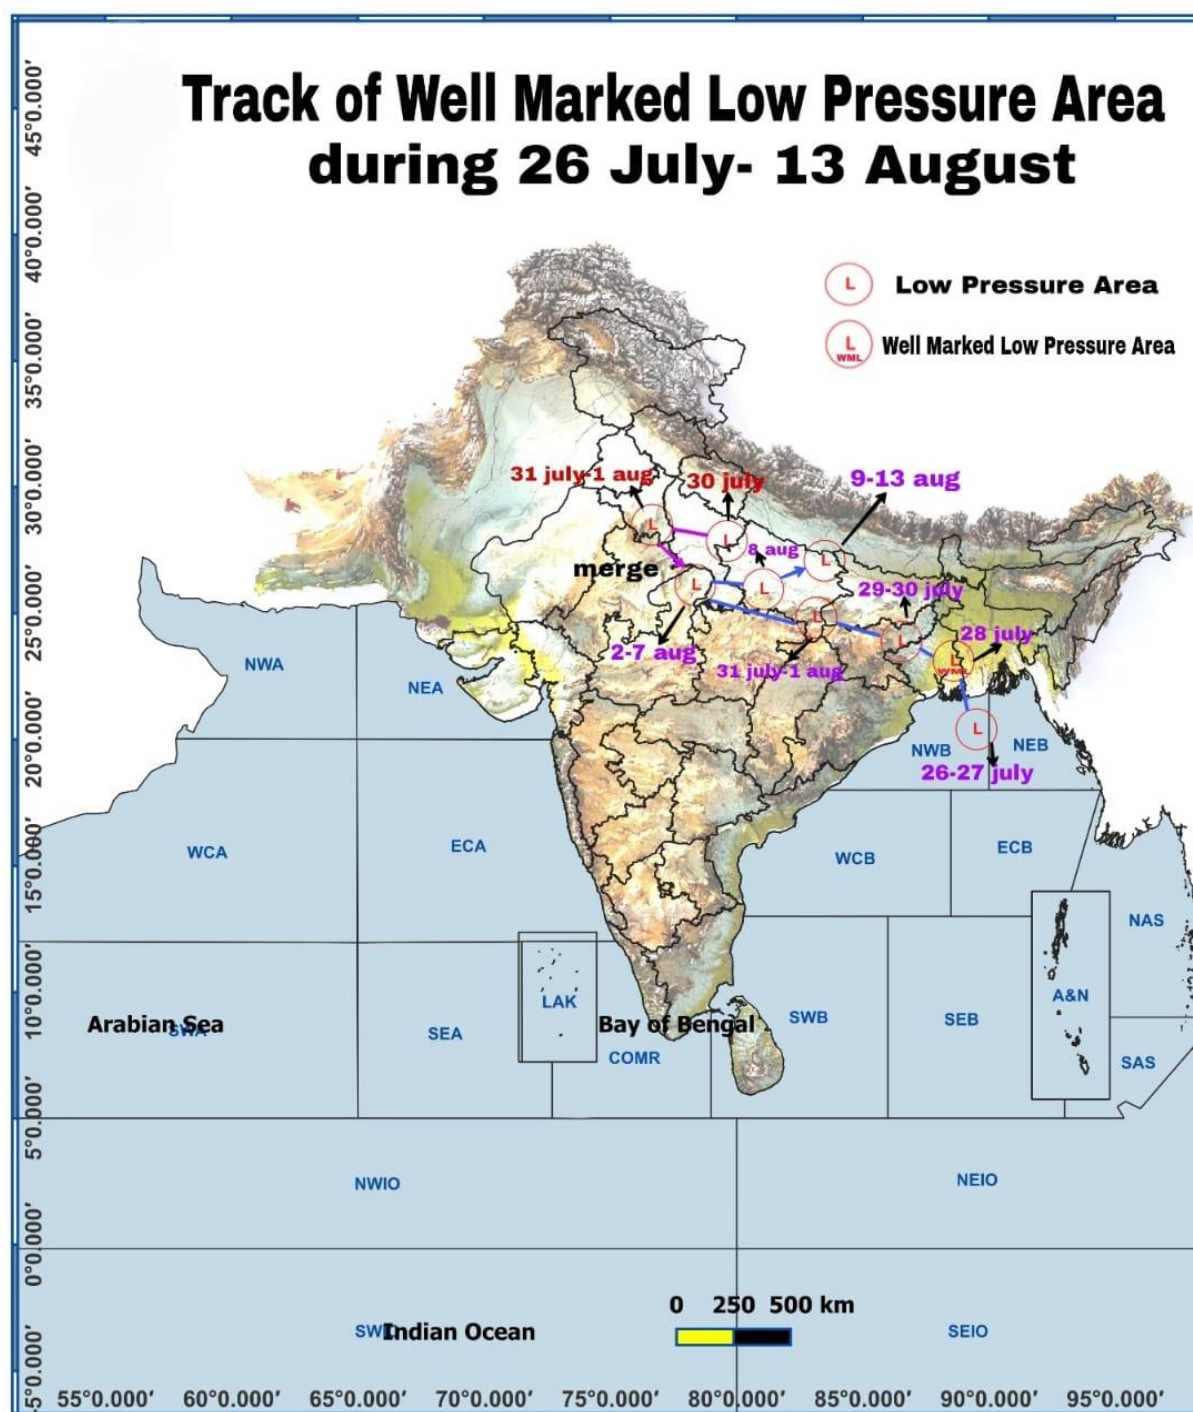 Track of Well Marked Low Pressure Area
during 26 July- 13 August
L Low Pressure Area
L
WML
Well Marked Low Pressure Area
45°0.000'
40°0.000'
35°0.000'
30°0.000'
25°0.000'
20°0.000'
15°0.000'
10°0.000'
5°0.000'
0°0.000'
-5°0.000'
31 july-1 aug
30 july
9-13 aug
L
L
8 aug
L
merge
L
L
29-30 july
2-7 aug
L
31 july-1 aug
L
28 july
L
WML
L
26-27 july
NWA
NEA
NWB
NEB
WCA
ECA
WCB
ECB
NAS
LAK
A&N
Arabian Sea
SWA
SEA
Bay of Bengal
COMR
SWB
SEB
SAS
NWIO
NEIO
0 250 500 km
Indian Ocean
SEIO
55°0.000' 60°0.000' 65°0.000' 70°0.000' 75°0.000' 80°0.000' 85°0.000' 90°0.000' 95°0.000'